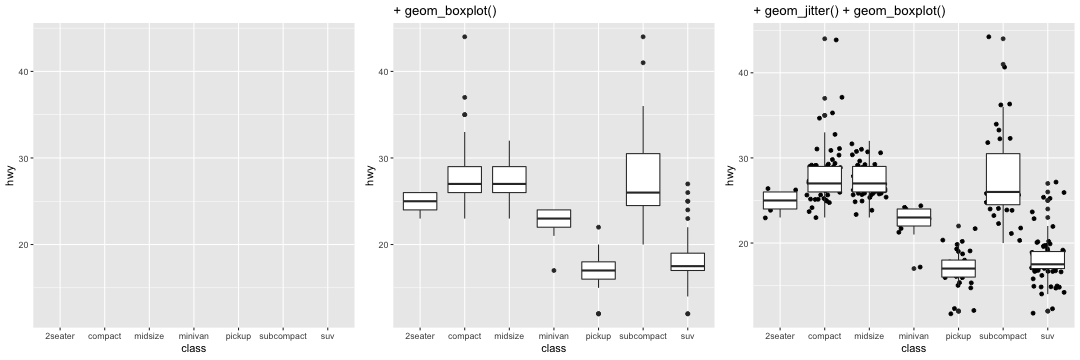 + geom_boxplot()
+ geom_jitter() + geom_boxplot()
hwy
40
30
20
2seater compact midsize minivan pickup subcompact suv
class
hwy
40
30
20
2seater compact midsize minivan pickup subcompact suv
class
hwy
40
30
20
2seater compact midsize minivan pickup subcompact suv
class